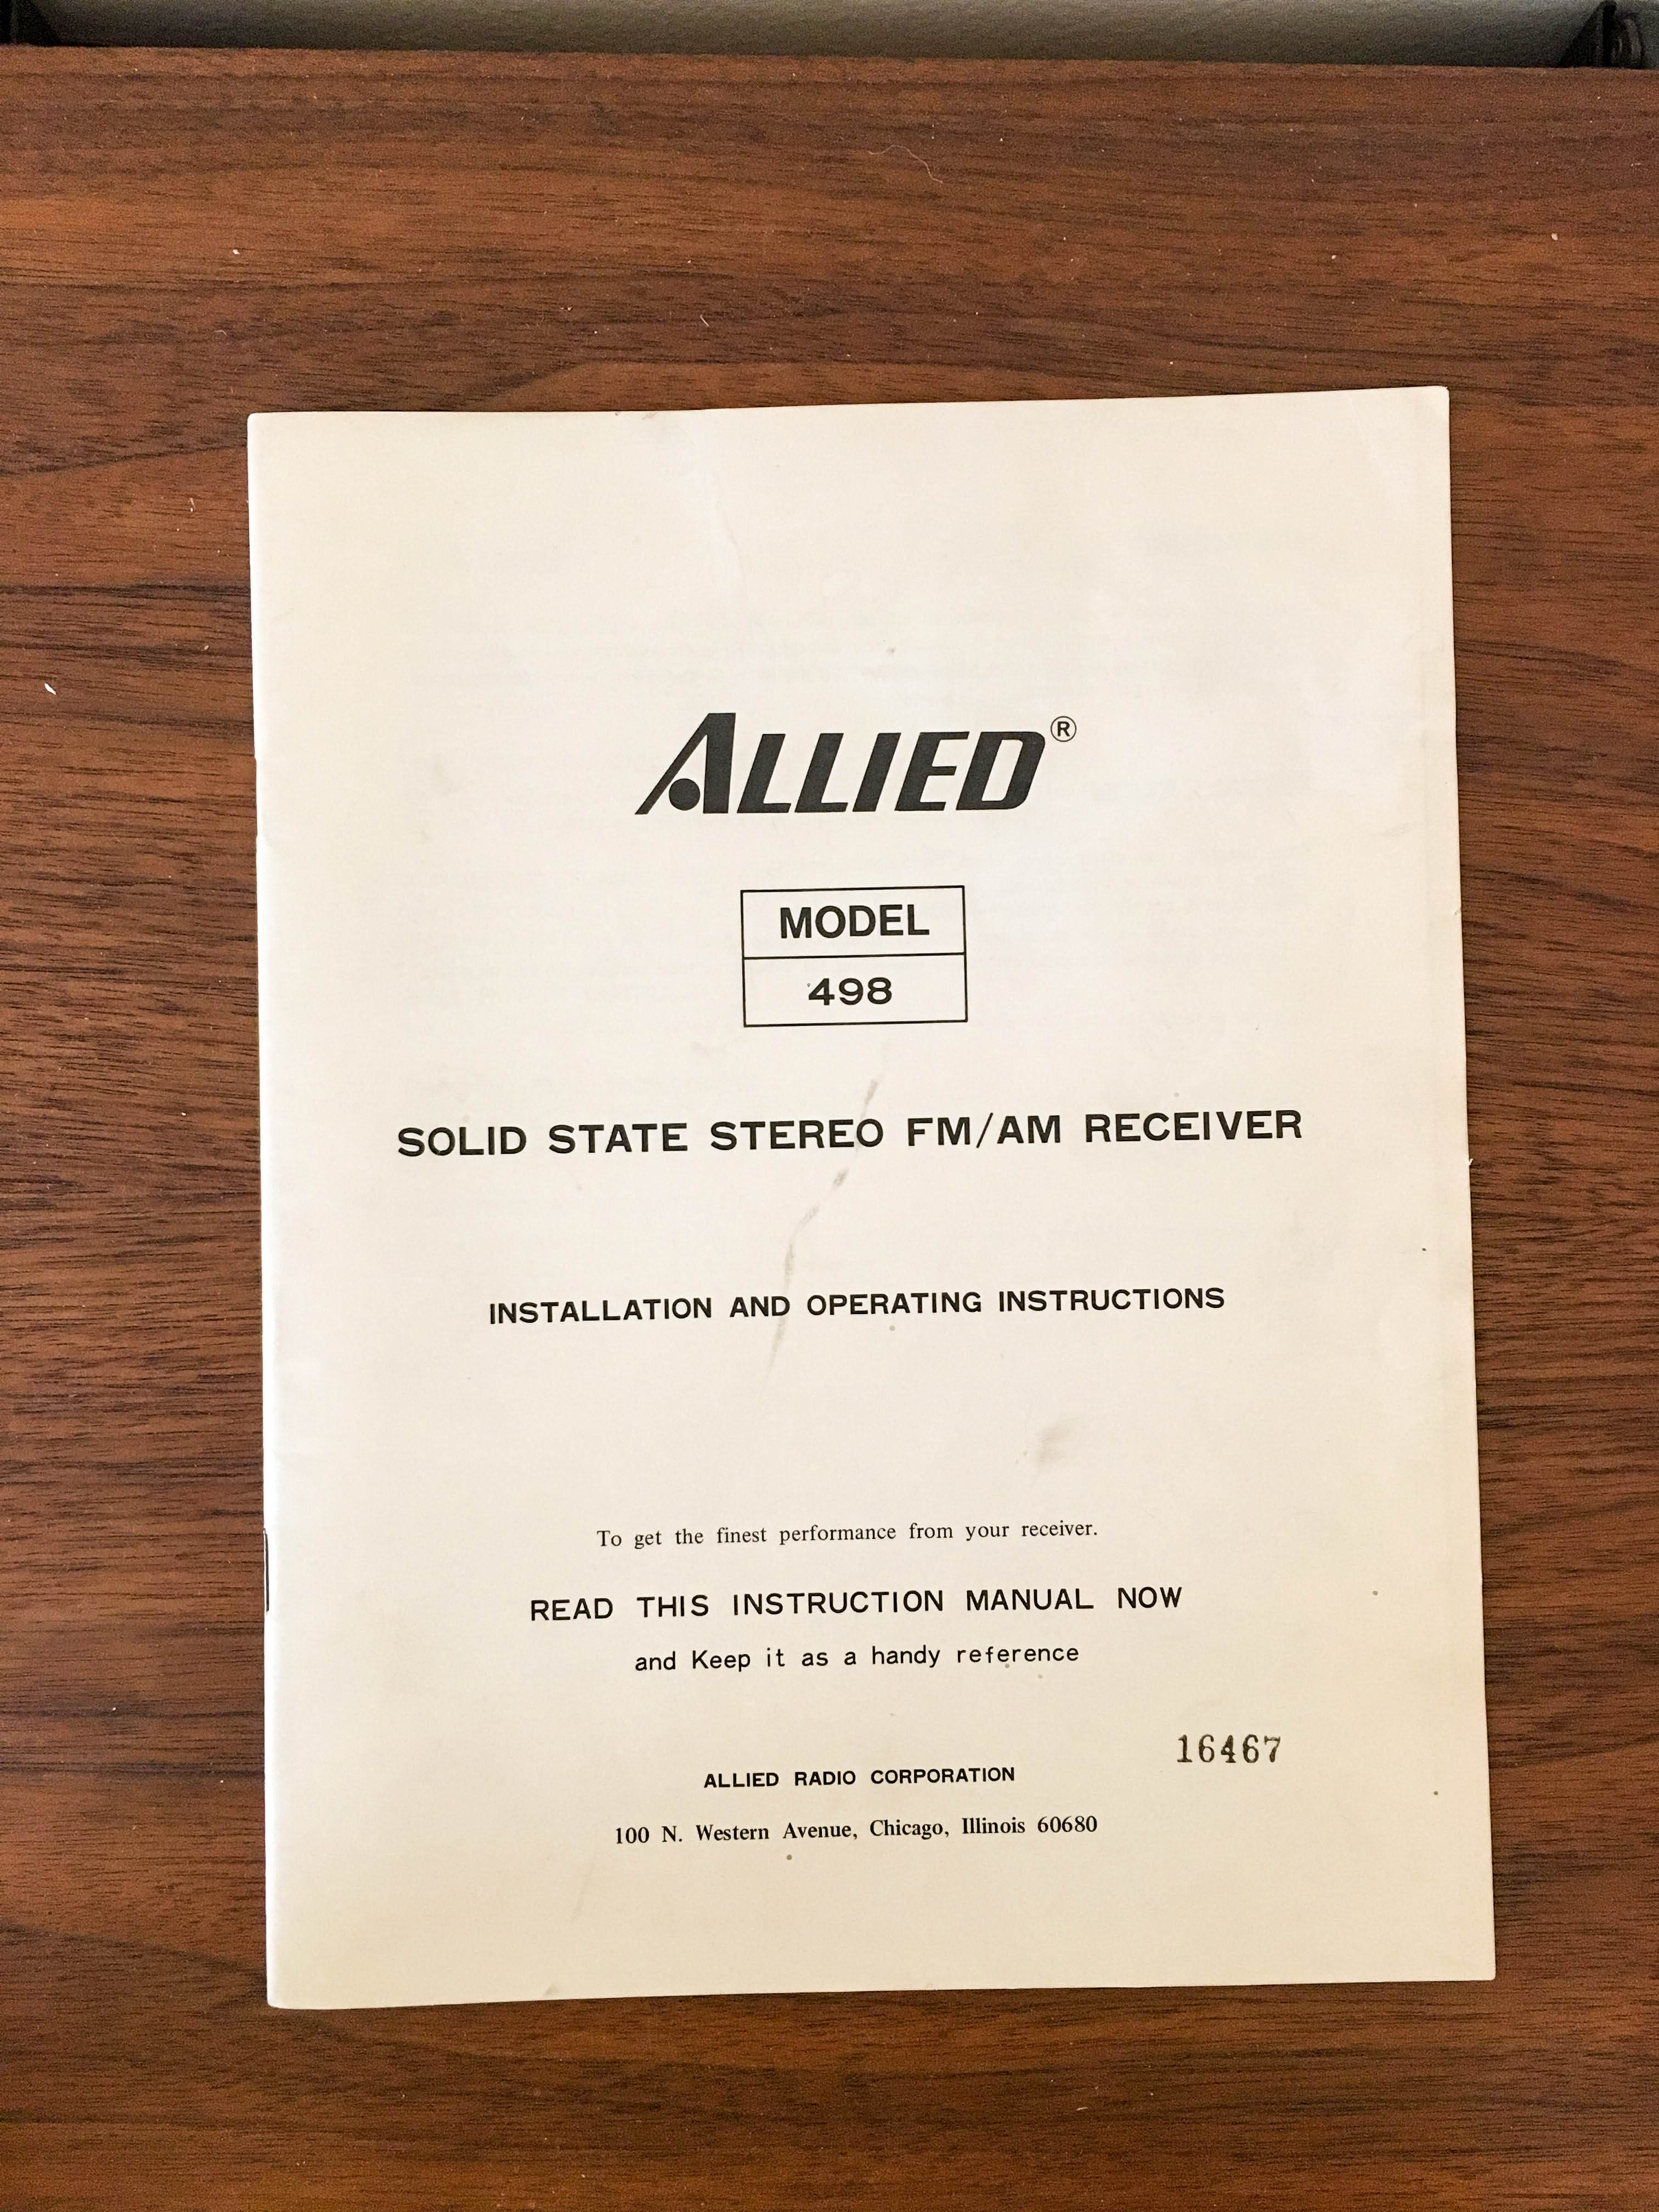 ALLIED®
MODEL
498
SOLID STATE STEREO FM/AM RECEIVER
INSTALLATION AND OPERATING INSTRUCTIONS
To get the finest performance from your receiver.
READ THIS INSTRUCTION MANUAL NOW
and Keep it as a handy reference
16467
ALLIED RADIO CORPORATION
100 N. Western Avenue, Chicago, Illinois 60680